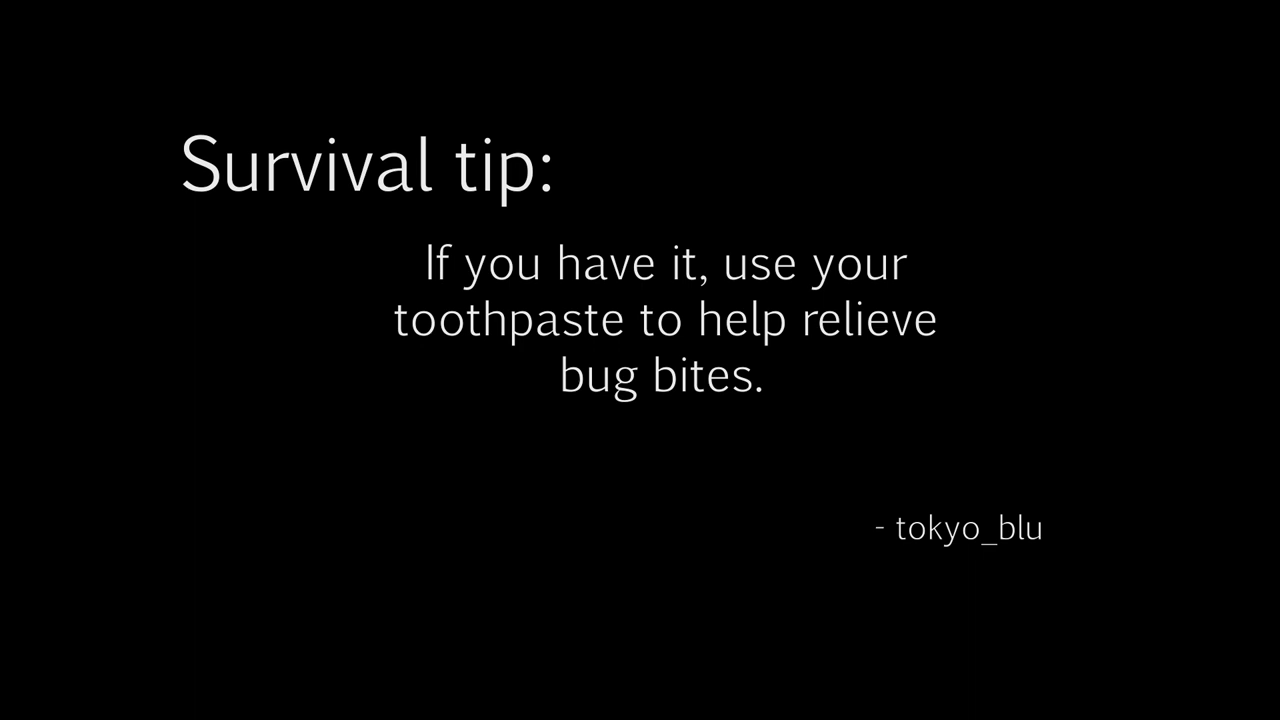 Survival tip:
If you have it, use your
toothpaste to help relieve
bug bites.
- tokyo_blu